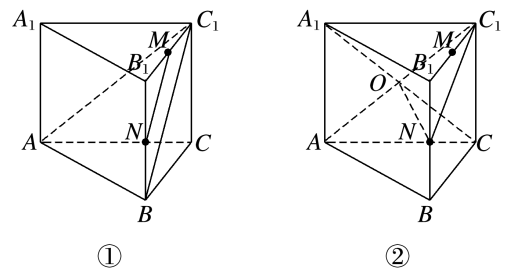 A₁ C₁ A₁ C₁
M M
B₁ B₁
O
N N
A C A C
B B
① ②